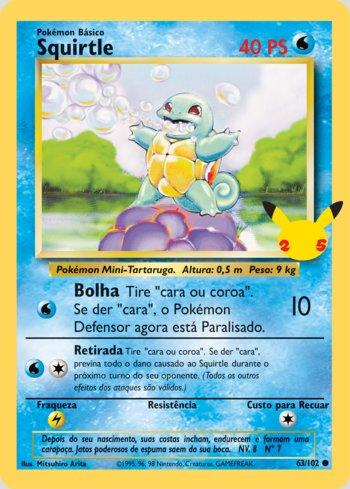 Pokémon Básico
Squirtle
40 PS
25
Pokémon Mini-Tartaruga. Altura: 0,5 m Peso: 9 kg
Bolha Tire "cara ou coroa".
Se der "cara", o Pokémon
Defensor agora está Paralisado.
10
Retirada Tire "cara ou coroa". Se der "cara",
previna todo o dano causado ao Squirtle durante o
próximo turno do seu oponente. (Todos os outros
efeitos dos ataques são válidos.)
Fraqueza Resistência Custo para Recuar
Depois do seu nascimento, suas costas incham, endurecem e formam uma
carapaça. Jatos poderosas de espuma saem da sua boca. NV. 8 N° 7
Ilus. Mitsuhiro Arita ©1995, 96, 98 Nintendo, Creatures, GAMEFREAK. 63/102